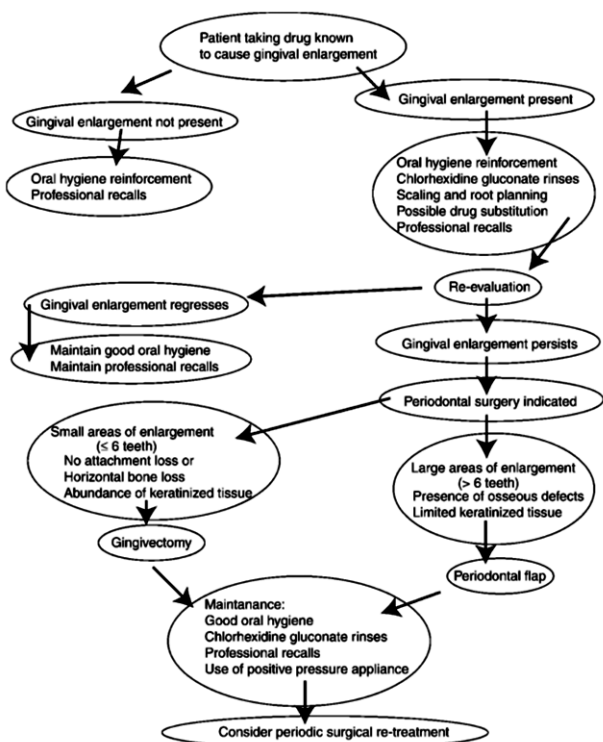 Patient taking drug known
to cause gingival enlargement
Gingival enlargement not present
Gingival enlargement present
Oral hygiene reinforcement
Professional recalls
Oral hygiene reinforcement
Chlorhexidine gluconate rinses
Scaling and root planning
Possible drug substitution
Professional recalls
Re-evaluation
Gingival enlargement regresses
Gingival enlargement persists
Maintain good oral hygiene
Maintain professional recalls
Periodontal surgery indicated
Small areas of enlargement
(≤ 6 teeth)
No attachment loss or
Horizontal bone loss
Abundance of keratinized tissue
Large areas of enlargement
(> 6 teeth)
Presence of osseous defects
Limited keratinized tissue
Gingivectomy
Periodontal flap
Maintanance:
Good oral hygiene
Chlorhexidine gluconate rinses
Professional recalls
Use of positive pressure appliance
Consider periodic surgical re-treatment